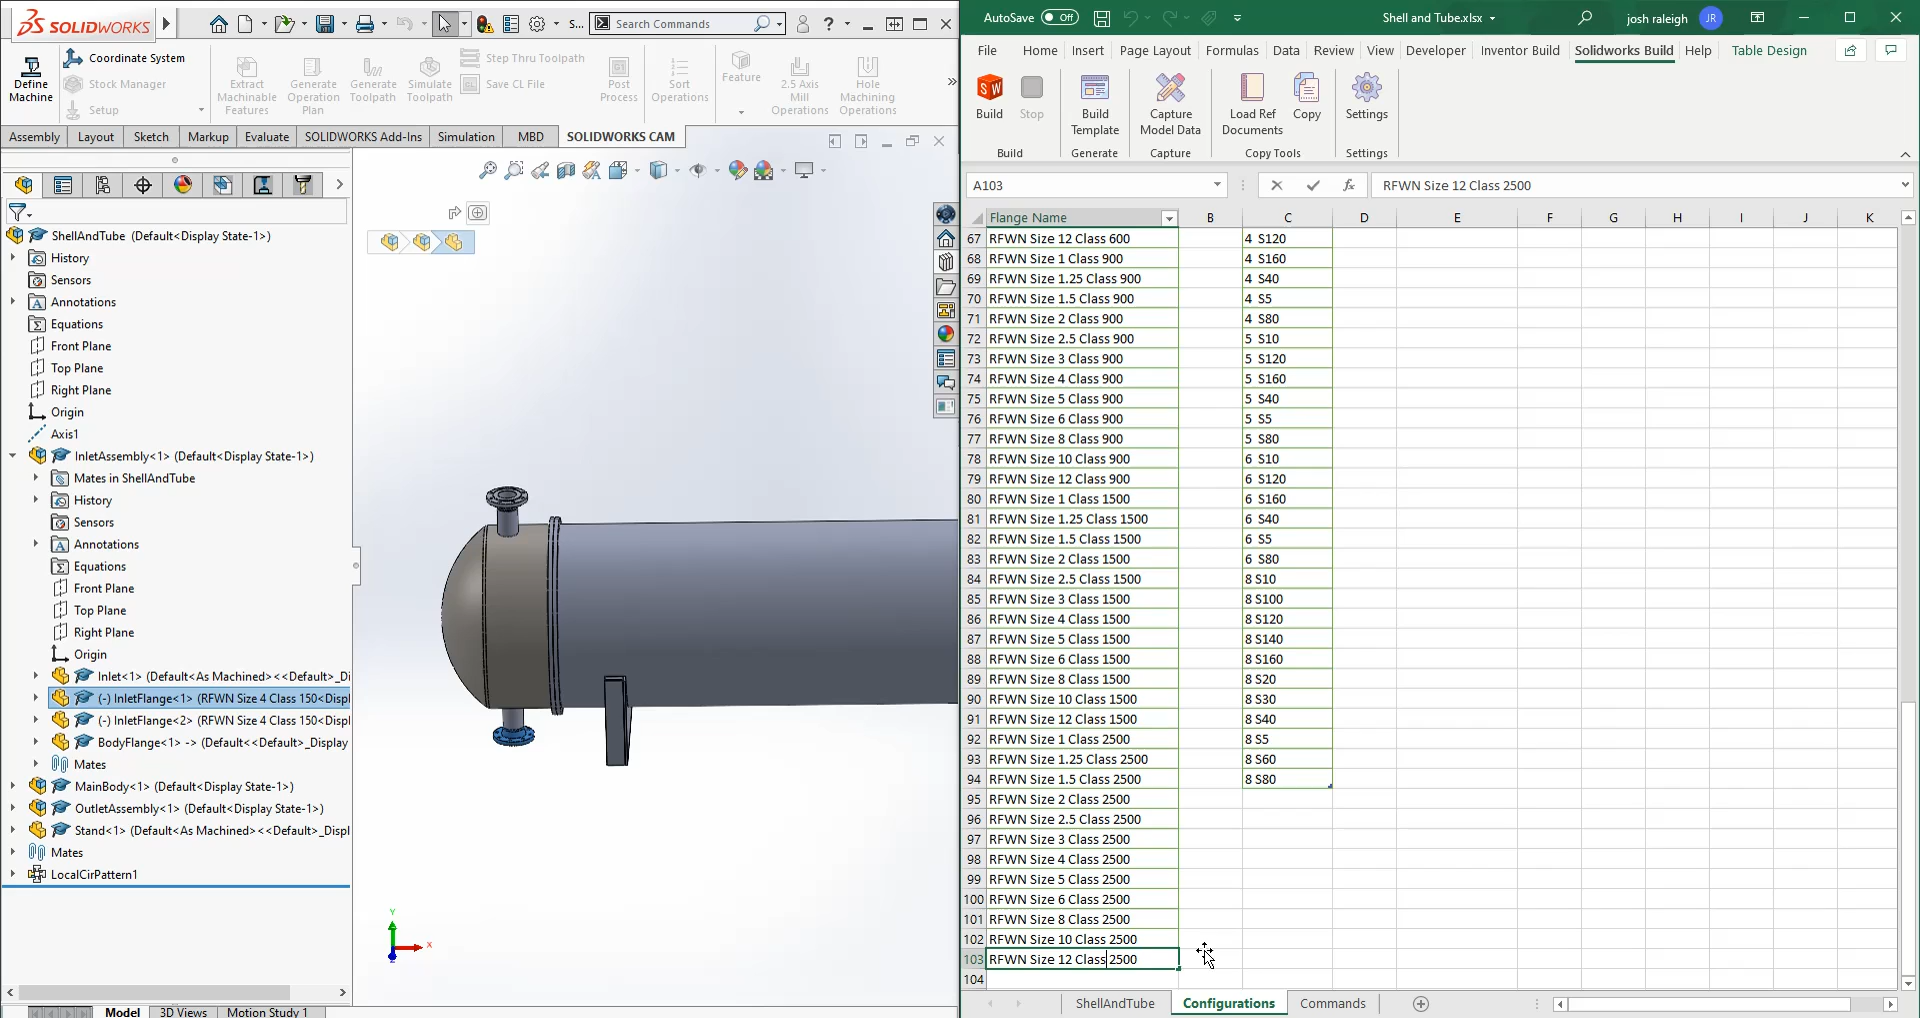 SOLIDWORKS
S...
Search Commands
?
Define Machine
Coordinate System
Stock Manager
Setup
Extract Machinable Features
Generate Operation Plan
Generate Toolpath
Simulate Toolpath
Step Thru Toolpath
Save CL File
Post Process
Sort Operations
Feature
2.5 Axis Mill Operations
Hole Machining Operations
Assembly Layout Sketch Markup Evaluate SOLIDWORKS Add-Ins Simulation MBD SOLIDWORKS CAM
ShellAndTube (Default<Display State-1>)
History
Sensors
Annotations
Equations
Front Plane
Top Plane
Right Plane
Origin
Axis1
InletAssembly<1> (Default<Display State-1>)
Mates in ShellAndTube
History
Sensors
Annotations
Equations
Front Plane
Top Plane
Right Plane
Origin
Inlet<1> (Default<As Machined><<Default>_Di
(-) InletFlange<1> (RFWN Size 4 Class 150<Displ
(-) InletFlange<2> (RFWN Size 4 Class 150<Displ
BodyFlange<1> -> (Default<<Default>_Display
Mates
MainBody<1> (Default<Display State-1>)
OutletAssembly<1> (Default<Display State-1>)
Stand<1> (Default<As Machined><<Default>_Displ
Mates
LocalCirPattern1
Y
X
Z
Model 3D Views Motion Study 1
AutoSave Off
Shell and Tube.xlsx
josh raleigh JR
File Home Insert Page Layout Formulas Data Review View Developer Inventor Build Solidworks Build Help Table Design
SW
Build
Stop
Build Template
Capture Model Data
Load Ref Documents
Copy
Settings
Build Generate Capture Copy Tools Settings
A103
fx
RFWN Size 12 Class 2500
Flange Name B C D E F G H I J K
67 RFWN Size 12 Class 600 4 S120
68 RFWN Size 1 Class 900 4 S160
69 RFWN Size 1.25 Class 900 4 S40
70 RFWN Size 1.5 Class 900 4 S5
71 RFWN Size 2 Class 900 4 S80
72 RFWN Size 2.5 Class 900 5 S10
73 RFWN Size 3 Class 900 5 S120
74 RFWN Size 4 Class 900 5 S160
75 RFWN Size 5 Class 900 5 S40
76 RFWN Size 6 Class 900 5 S5
77 RFWN Size 8 Class 900 5 S80
78 RFWN Size 10 Class 900 6 S10
79 RFWN Size 12 Class 900 6 S120
80 RFWN Size 1 Class 1500 6 S160
81 RFWN Size 1.25 Class 1500 6 S40
82 RFWN Size 1.5 Class 1500 6 S5
83 RFWN Size 2 Class 1500 6 S80
84 RFWN Size 2.5 Class 1500 8 S10
85 RFWN Size 3 Class 1500 8 S100
86 RFWN Size 4 Class 1500 8 S120
87 RFWN Size 5 Class 1500 8 S140
88 RFWN Size 6 Class 1500 8 S160
89 RFWN Size 8 Class 1500 8 S20
90 RFWN Size 10 Class 1500 8 S30
91 RFWN Size 12 Class 1500 8 S40
92 RFWN Size 1 Class 2500 8 S5
93 RFWN Size 1.25 Class 2500 8 S60
94 RFWN Size 1.5 Class 2500 8 S80
95 RFWN Size 2 Class 2500
96 RFWN Size 2.5 Class 2500
97 RFWN Size 3 Class 2500
98 RFWN Size 4 Class 2500
99 RFWN Size 5 Class 2500
100 RFWN Size 6 Class 2500
101 RFWN Size 8 Class 2500
102 RFWN Size 10 Class 2500
103 RFWN Size 12 Class 2500
104
ShellAndTube Configurations Commands